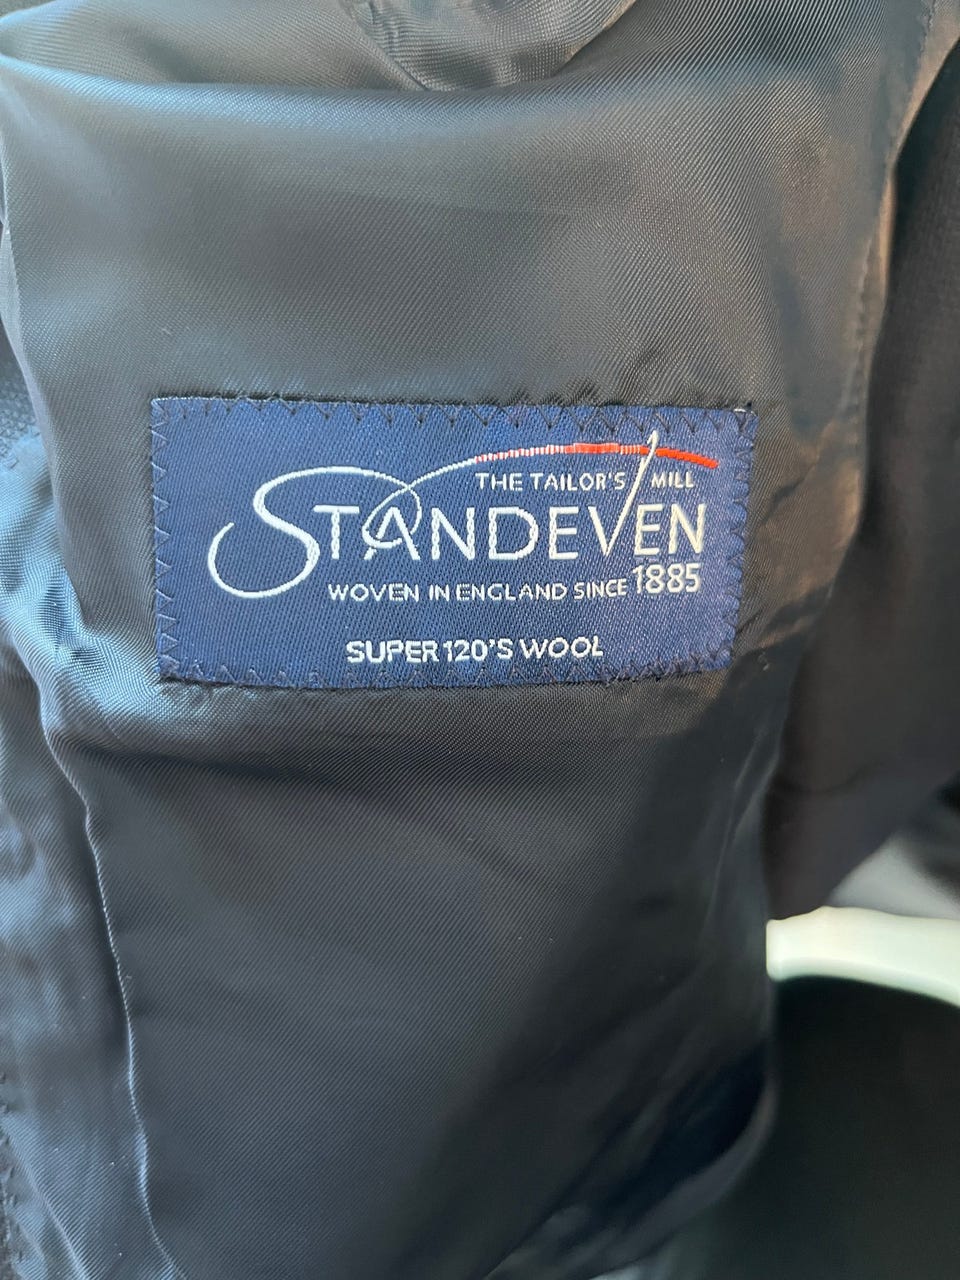 THE TAILOR'S MILL
STANDEVEN
WOVEN IN ENGLAND SINCE 1885
SUPER 120'S WOOL